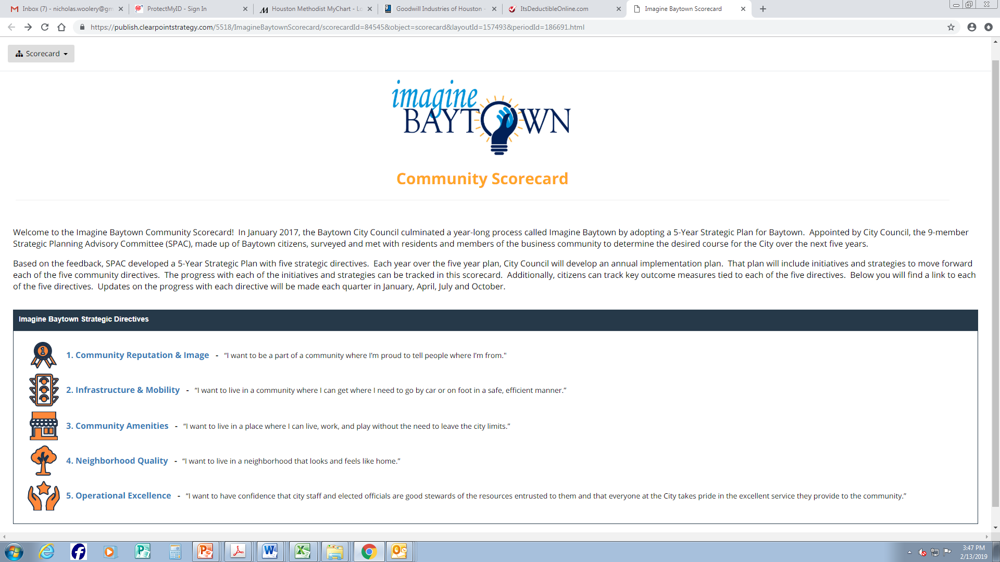 Inbox (7) - nicholas.woolery@gm
ProtectMyID - Sign In
Houston Methodist MyChart - Lo
Goodwill Industries of Houston -
ItsDeductibleOnline.com
Imagine Baytown Scorecard
https://publish.clearpointstrategy.com/5518/ImagineBaytownScorecard/scorecardId=84545&object=scorecard&layoutId=157493&periodId=186691.html
Scorecard
imagine
BAYTOWN
Community Scorecard
Welcome to the Imagine Baytown Community Scorecard!  In January 2017, the Baytown City Council culminated a year-long process called Imagine Baytown by adopting a 5-Year Strategic Plan for Baytown.  Appointed by City Council, the 9-member
Strategic Planning Advisory Committee (SPAC), made up of Baytown citizens, surveyed and met with residents and members of the business community to determine the desired course for the City over the next five years.
Based on the feedback, SPAC developed a 5-Year Strategic Plan with five strategic directives.  Each year over the five year plan, City Council will develop an annual implementation plan.  That plan will include initiatives and strategies to move forward
each of the five community directives.  The progress with each of the initiatives and strategies can be tracked in this scorecard.  Additionally, citizens can track key outcome measures tied to each of the five directives.  Below you will find a link to each
of the five directives.  Updates on the progress with each directive will be made each quarter in January, April, July and October.
Imagine Baytown Strategic Directives
1
1. Community Reputation & Image - “I want to be a part of a community where I’m proud to tell people where I’m from."
2. Infrastructure & Mobility - “I want to live in a community where I can get where I need to go by car or on foot in a safe, efficient manner.”
3. Community Amenities - “I want to live in a place where I can live, work, and play without the need to leave the city limits.”
4. Neighborhood Quality - “I want to live in a neighborhood that looks and feels like home.”
5. Operational Excellence - “I want to have confidence that city staff and elected officials are good stewards of the resources entrusted to them and that everyone at the City takes pride in the excellent service they provide to the community.”
3:47 PM
2/13/2019